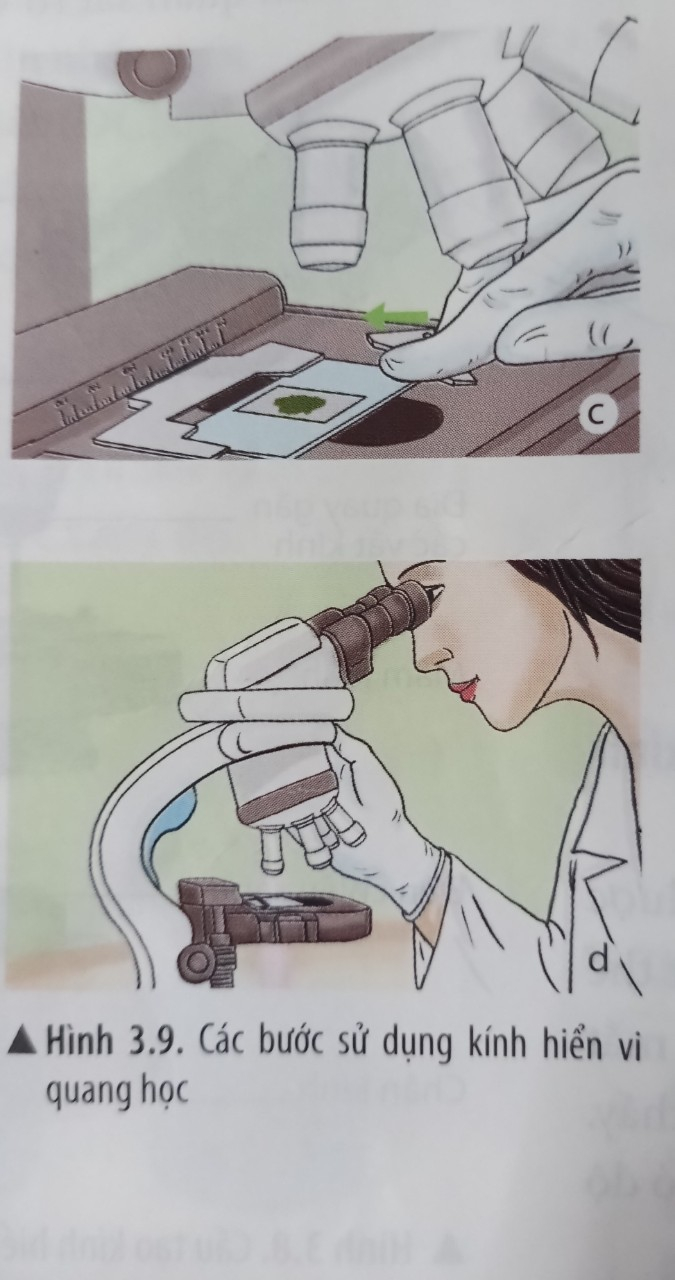 c
d
▲ Hình 3.9. Các bước sử dụng kính hiển vi
quang học